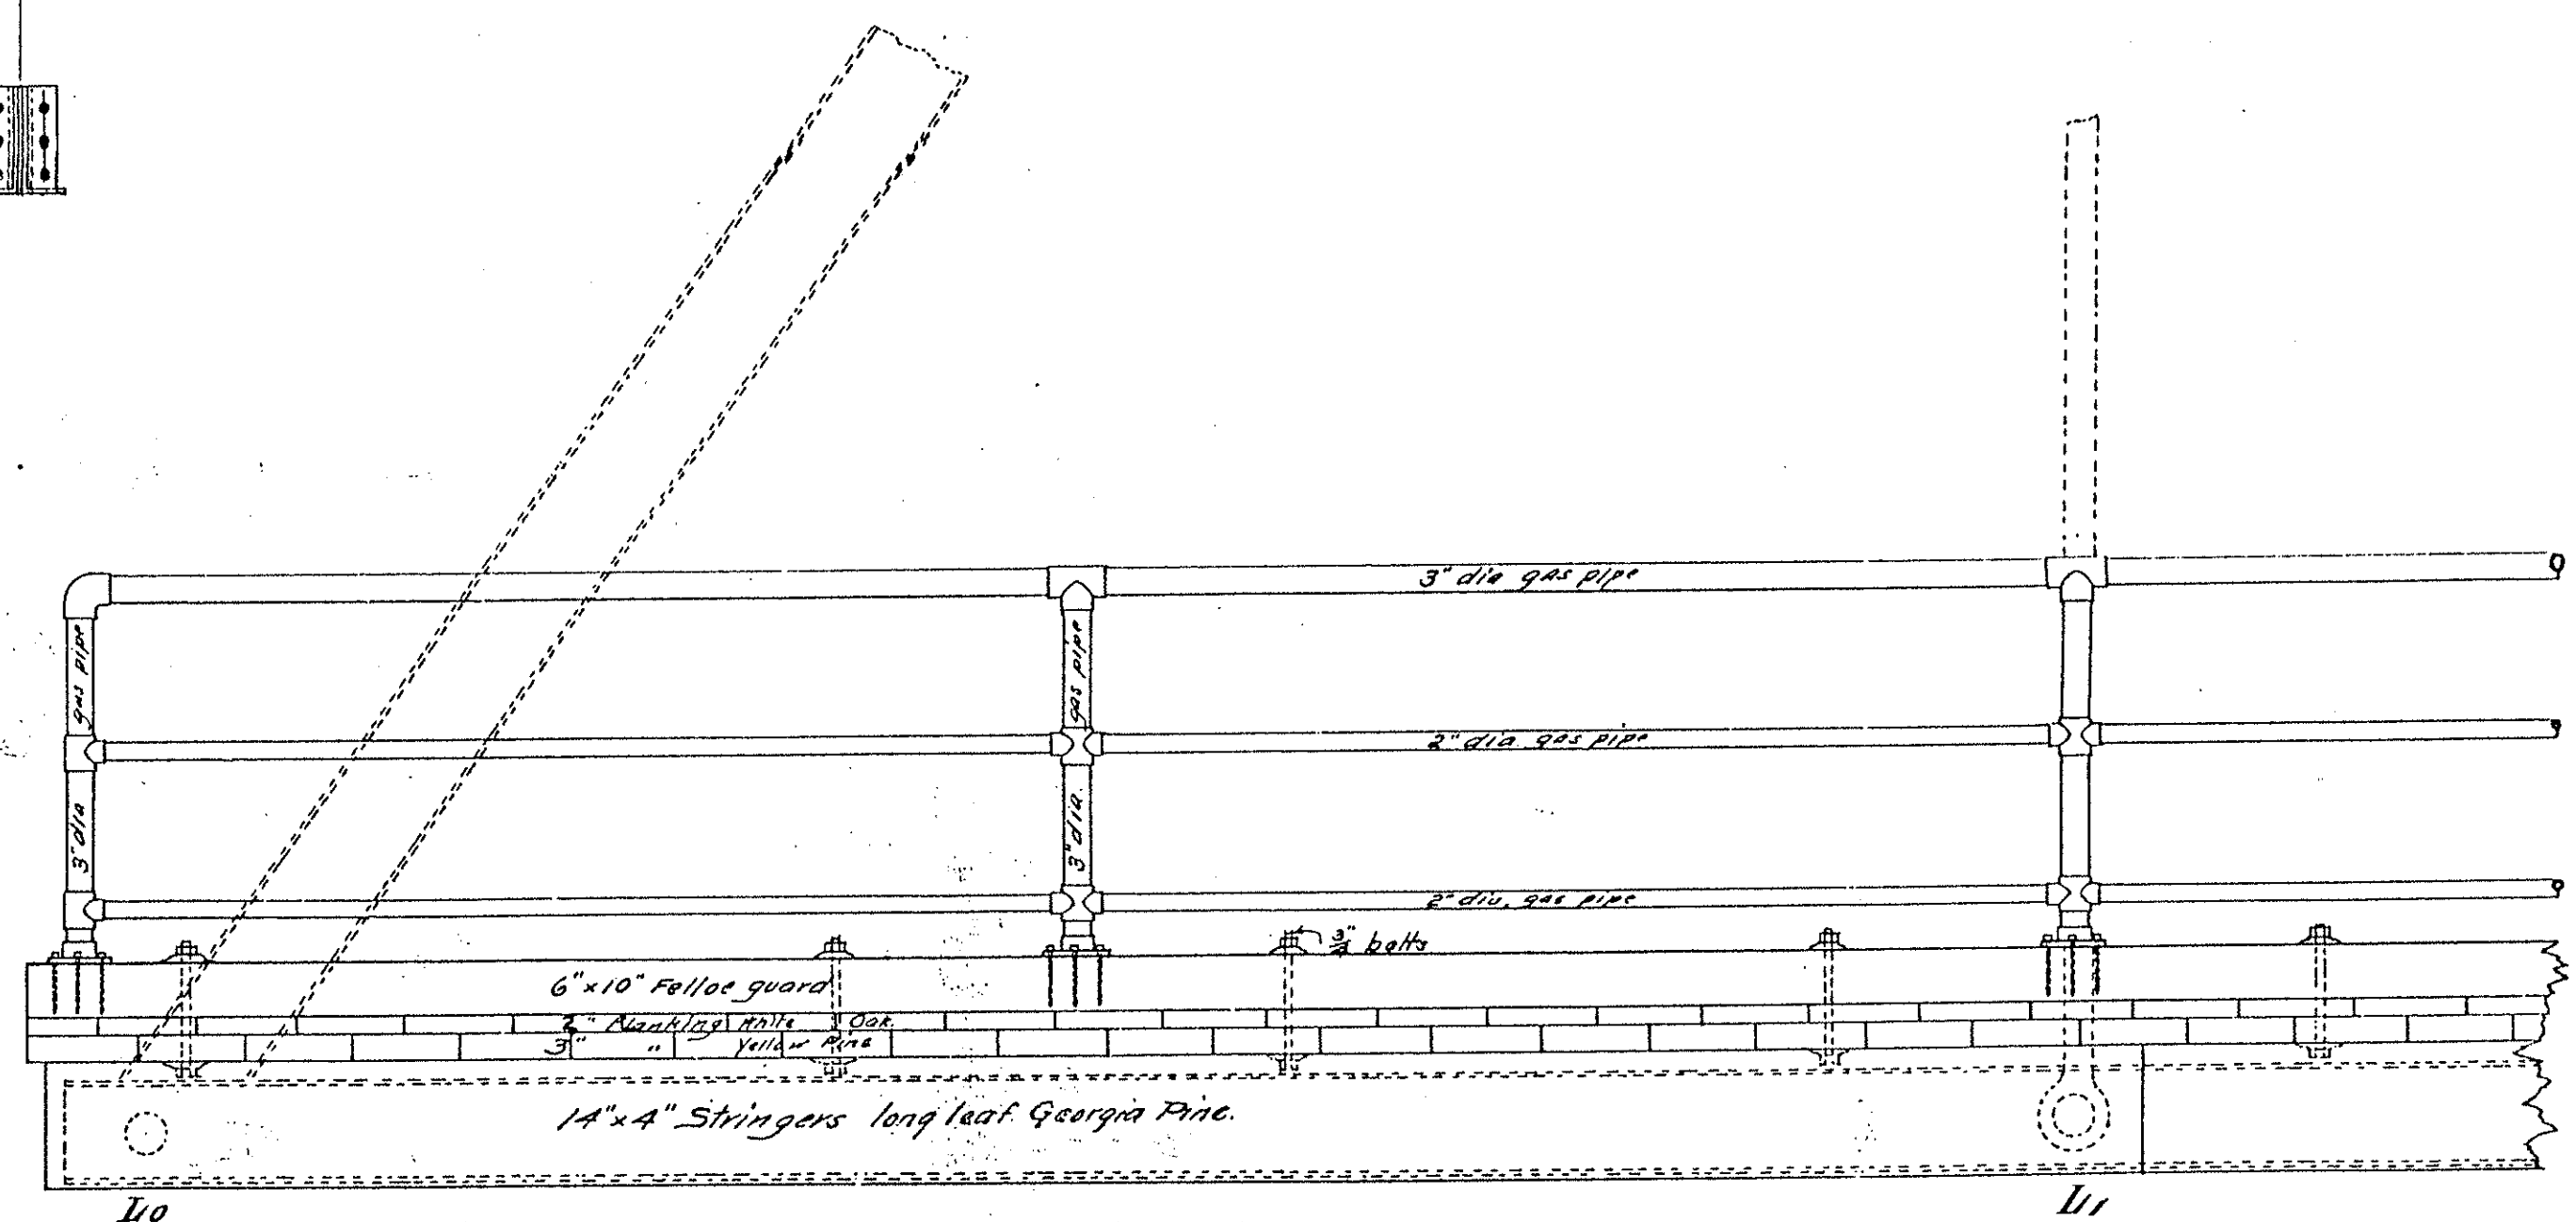 3" dia gas pipe
3" dia gas pipe
3" dia. gas pipe
2" dia. gas pipe
2" dia. gas pipe
3/4" bolts
6"x10" Felloe guard
2" Planking White Oak.
3" " Yellow Pine
14"x4" Stringers long leaf Georgia Pine.
L0
L1